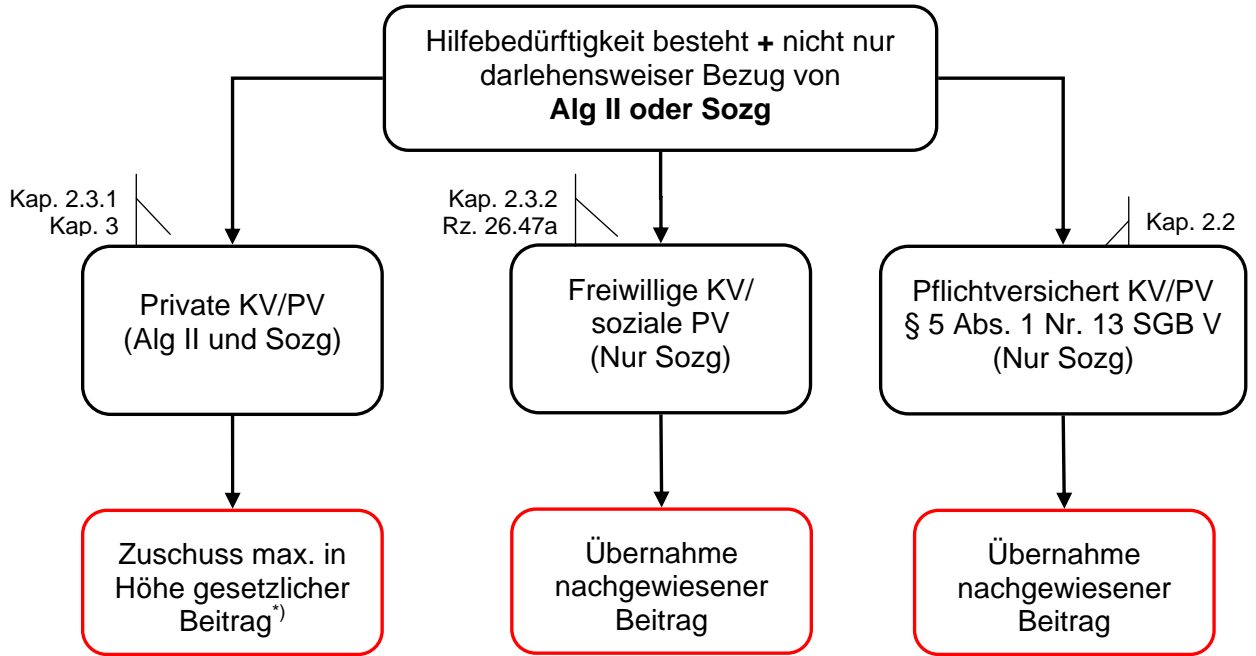 Hilfebedürftigkeit besteht + nicht nur
darlehensweiser Bezug von
Alg II oder Sozg
Kap. 2.3.1
Kap. 3
Kap. 2.3.2
Rz. 26.47a
Kap. 2.2
Private KV/PV
(Alg II und Sozg)
Freiwillige KV/
soziale PV
(Nur Sozg)
Pflichtversichert KV/PV
§ 5 Abs. 1 Nr. 13 SGB V
(Nur Sozg)
Zuschuss max. in
Höhe gesetzlicher
Beitrag*)
Übernahme
nachgewiesener
Beitrag
Übernahme
nachgewiesener
Beitrag